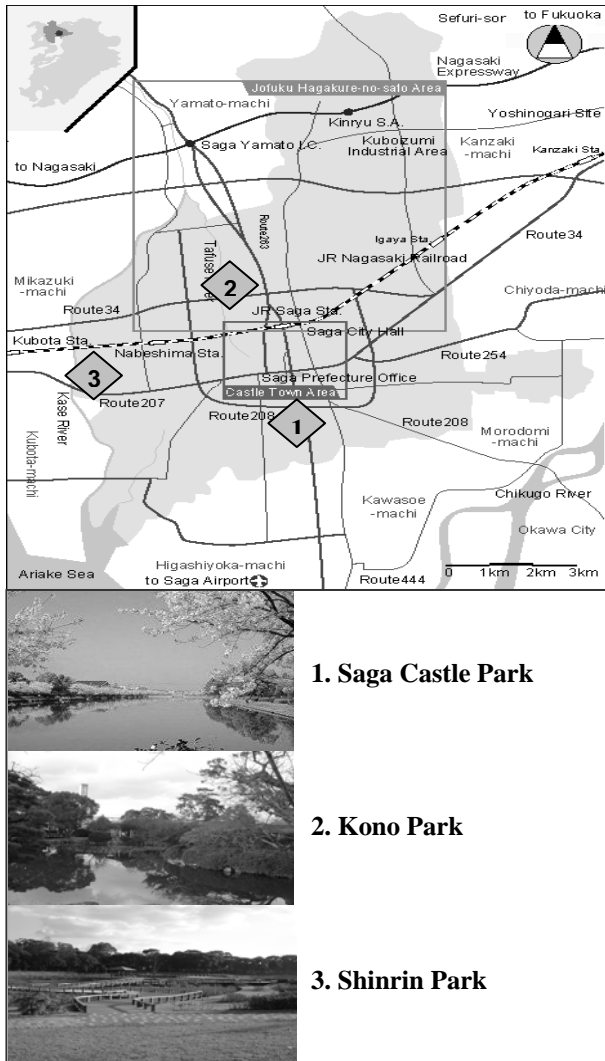 Sefuri-sor
to Fukuoka
Nagasaki
Expressway
Jofuku Hagakure-no-sato Area
Yamato-machi
Kinryu S.A.
Yoshinogari Site
Kuboizumi
Industrial Area
Kanzaki
-machi
Saga Yamato I.C.
Kanzaki Sta.
to Nagasaki
Route263
Igaya Sta.
Route34
JR Nagasaki Railroad
Mikazuki
-machi
2
Chiyoda-machi
Route34
JR Saga Sta.
Saga City Hall
Kubota Sta.
Nabeshima Sta.
Route254
3
Saga Prefecture Office
Castle Town Area
Route207
Route208
1
Route208
Kase River
Kubota-machi
Morodomi
-machi
Kawasoe
-machi
Chikugo River
Okawa City
Higashiyoka-machi
Ariake Sea
to Saga Airport
Route444
0 1km 2km 3km
1. Saga Castle Park
2. Kono Park
3. Shinrin Park